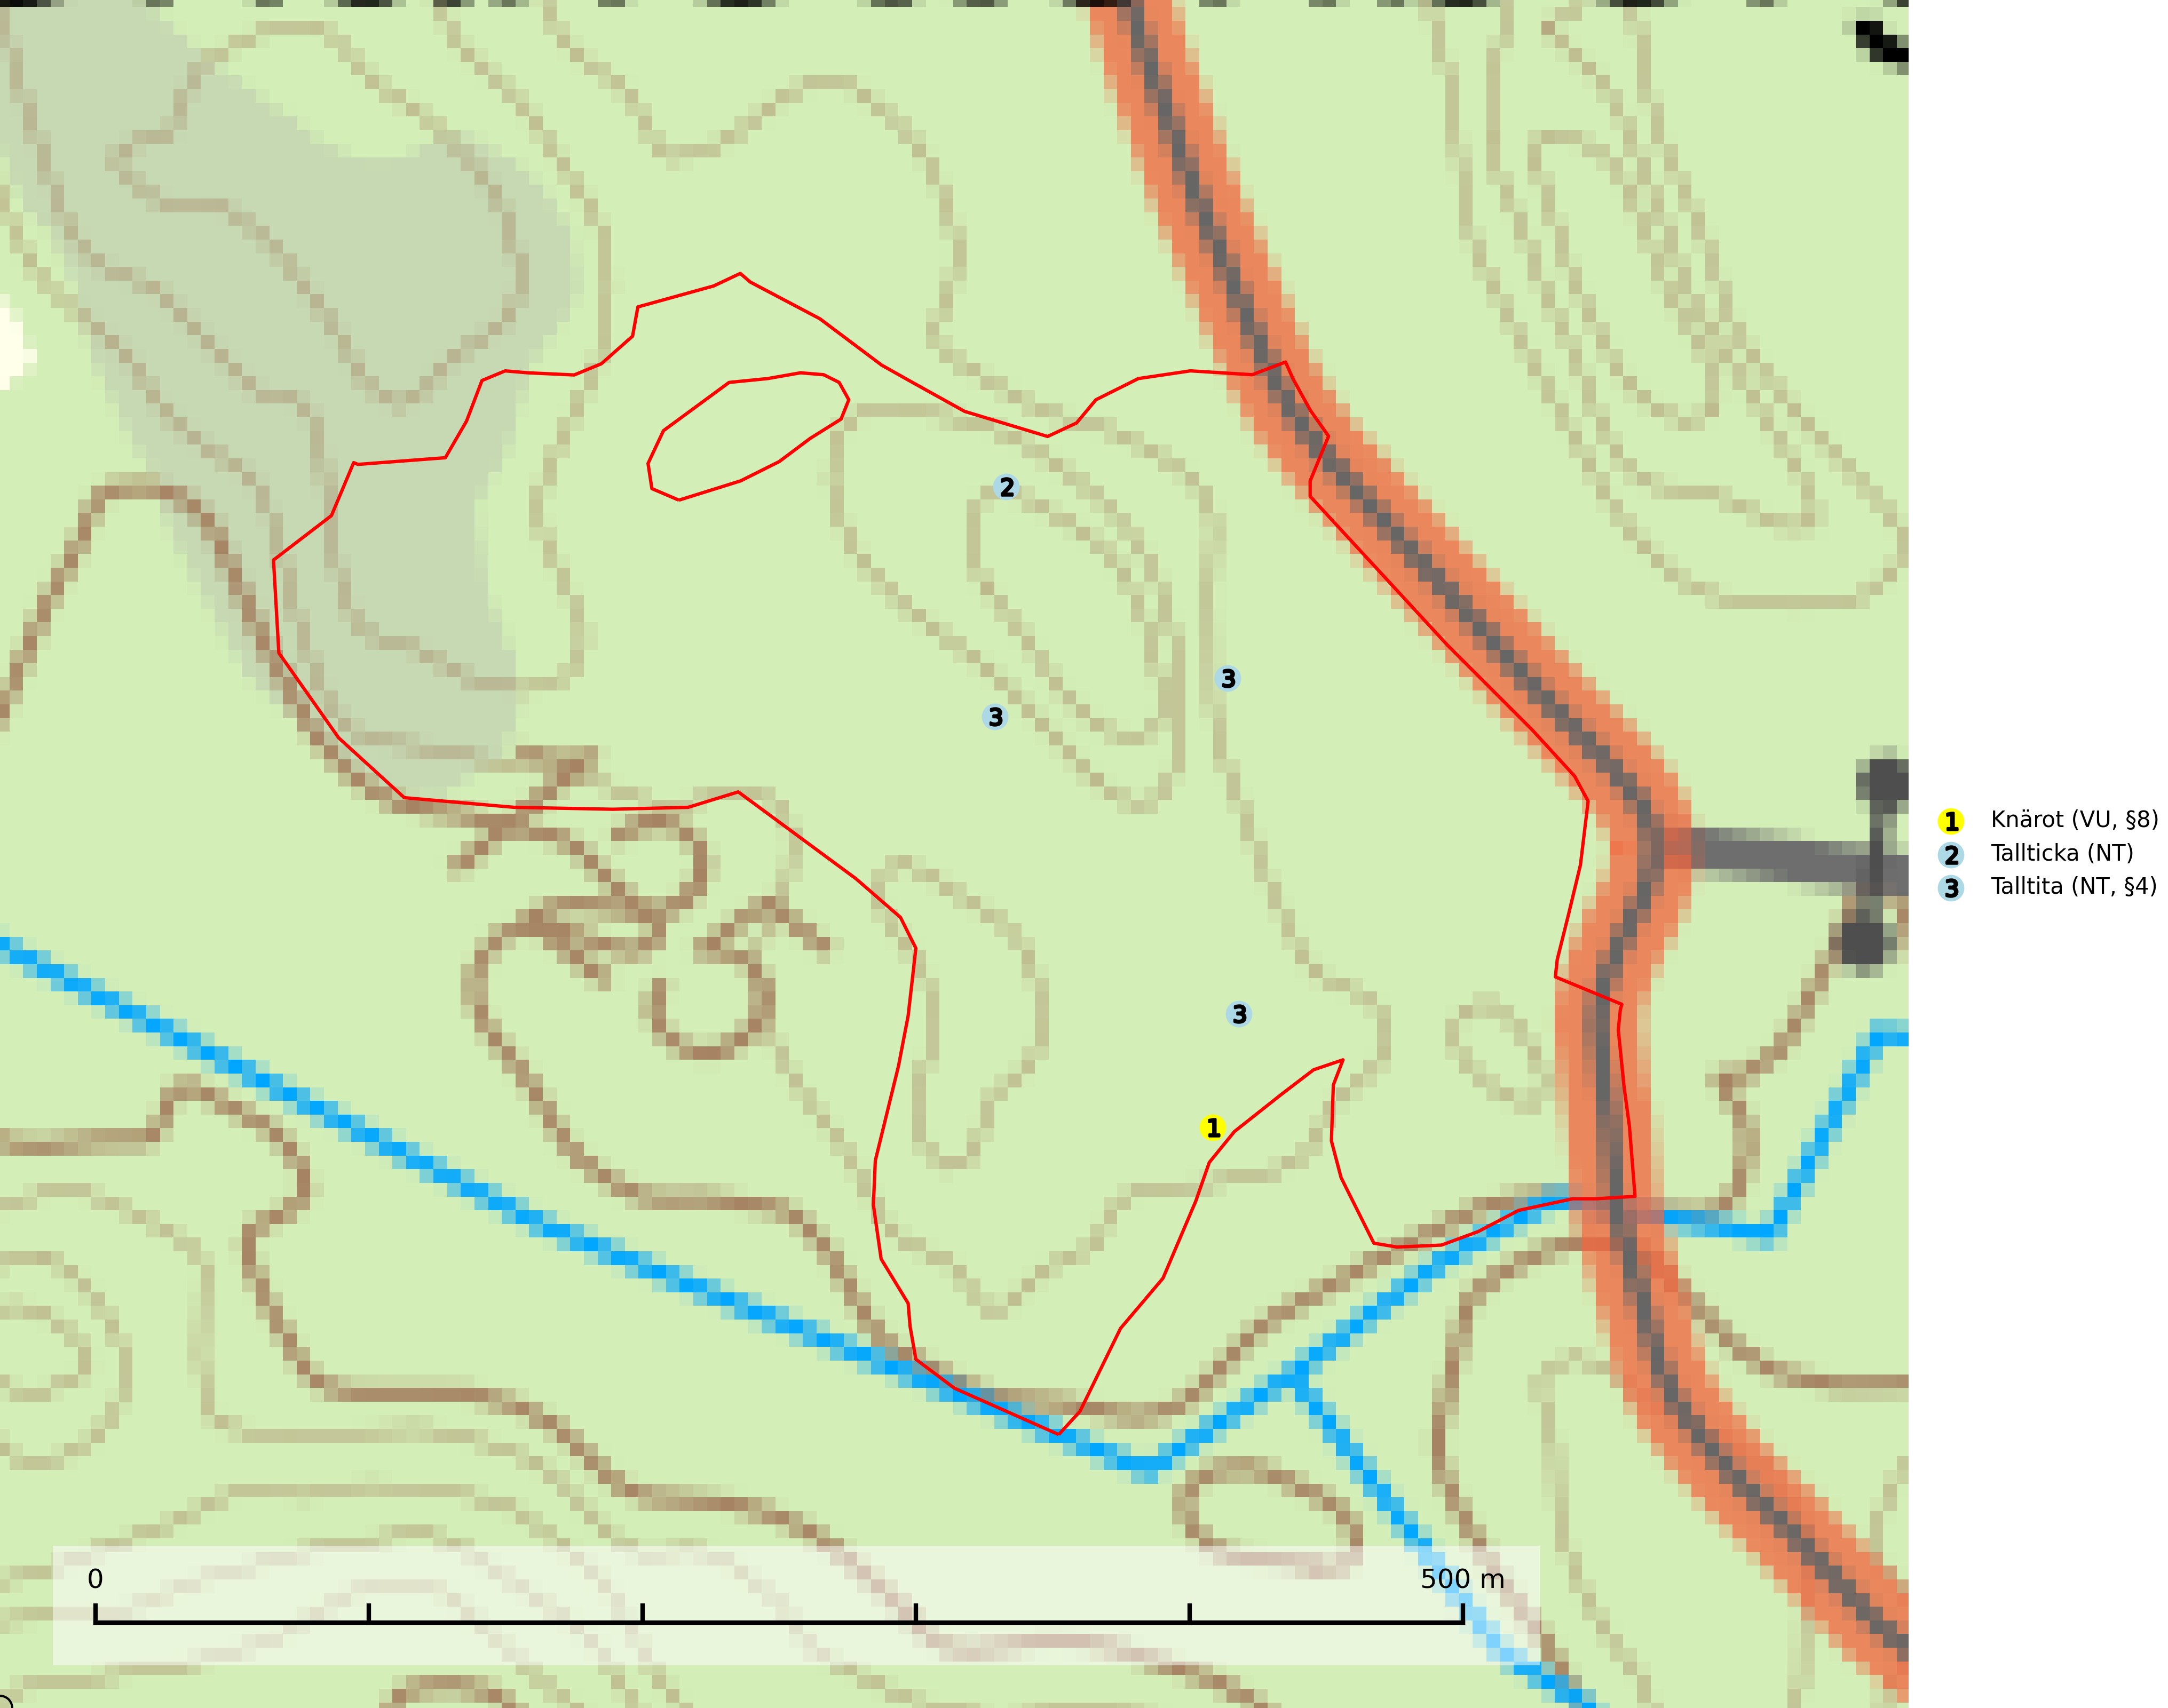 2
3
3
3
1
1 Knärot (VU, §8)
2 Tallticka (NT)
3 Talltita (NT, §4)
0 500 m